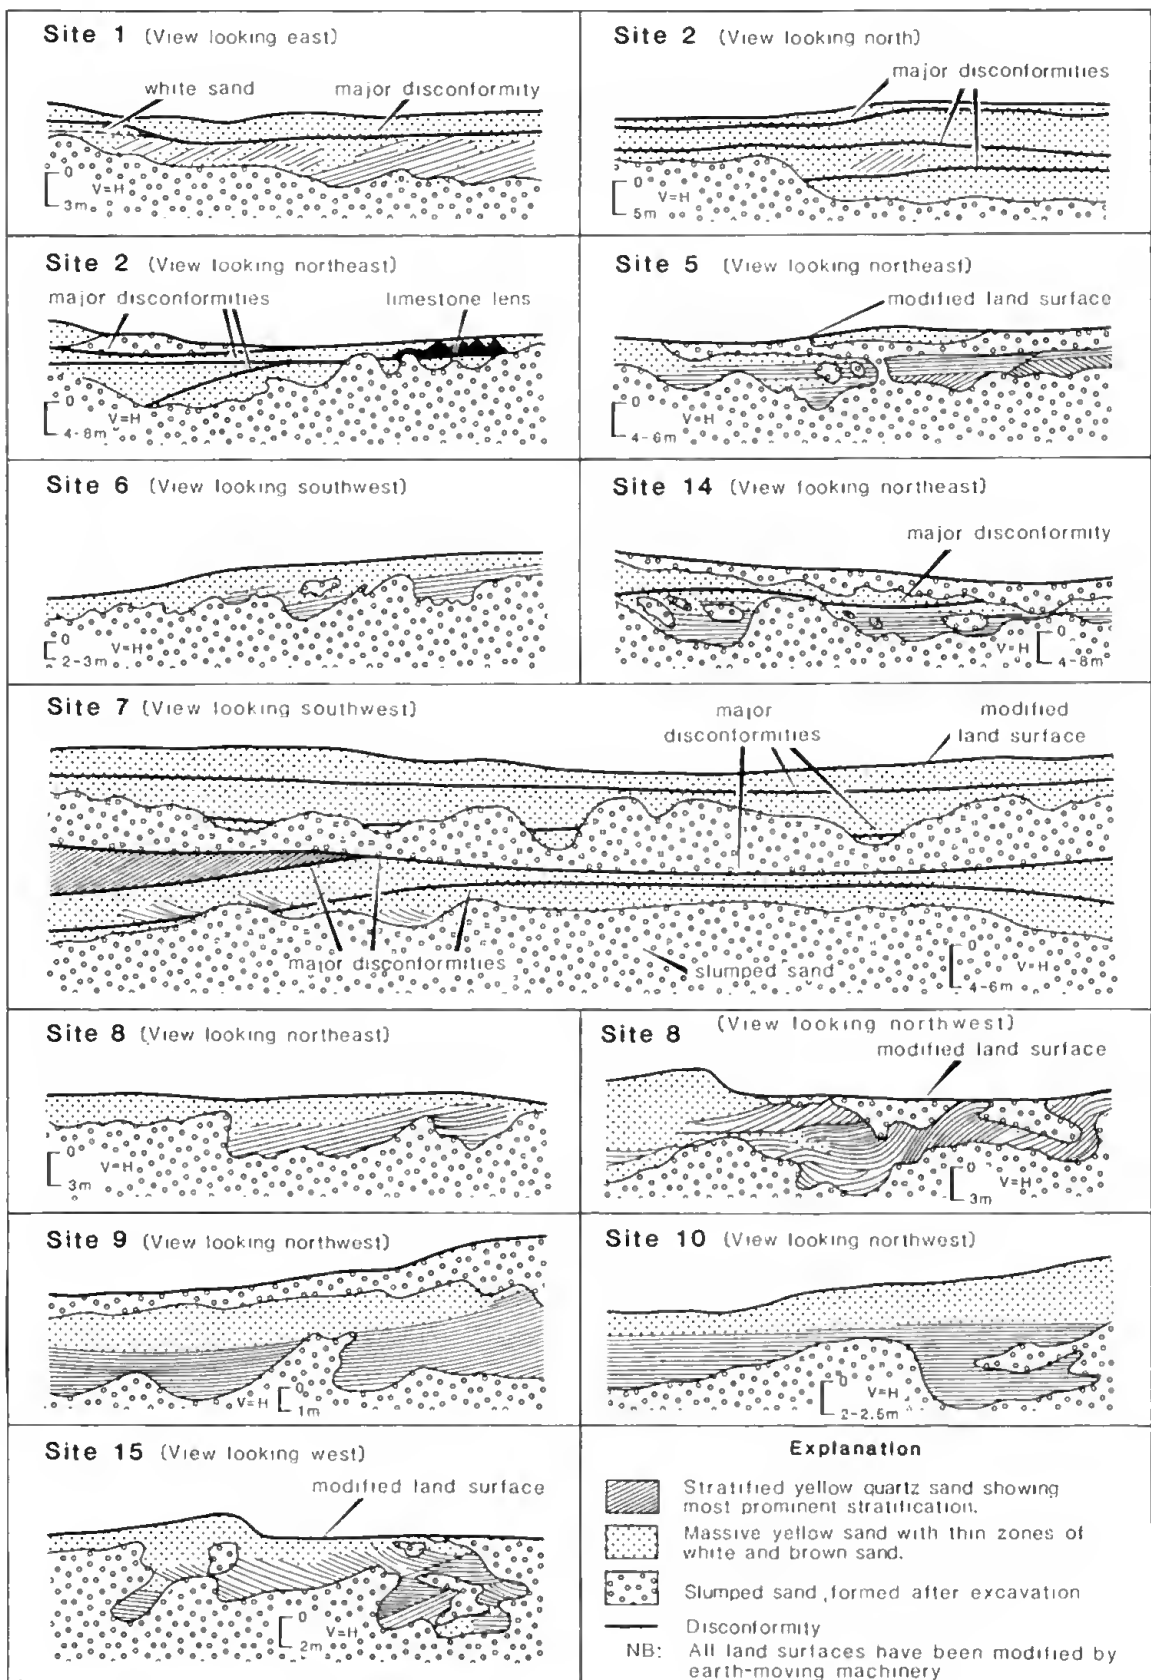 Site 1 (View looking east)
white sand
major disconformity
0
V=H
3m
Site 2 (View looking north)
major disconformities
0
V=H
5m
Site 2 (View looking northeast)
major disconformities
limestone lens
0
V=H
4-8m
Site 5 (View looking northeast)
modified land surface
0
V=H
4-6m
Site 6 (View looking southwest)
0
2-3m
V=H
Site 14 (View looking northeast)
major disconformity
0
V=H
4-8m
Site 7 (View looking southwest)
major
disconformities
modified
land surface
major disconformities
slumped sand
0
V=H
4-6m
Site 8 (View looking northeast)
0
V=H
3m
Site 8 (View looking northwest)
modified land surface
0
V=H
3m
Site 9 (View looking northwest)
0
V=H
1m
Site 10 (View looking northwest)
0
V=H
2-2.5m
Site 15 (View looking west)
modified land surface
0
V=H
2m
Explanation
Stratified yellow quartz sand showing
most prominent stratification.
Massive yellow sand with thin zones of
white and brown sand.
Slumped sand, formed after excavation
Disconformity
NB: All land surfaces have been modified by
earth-moving machinery